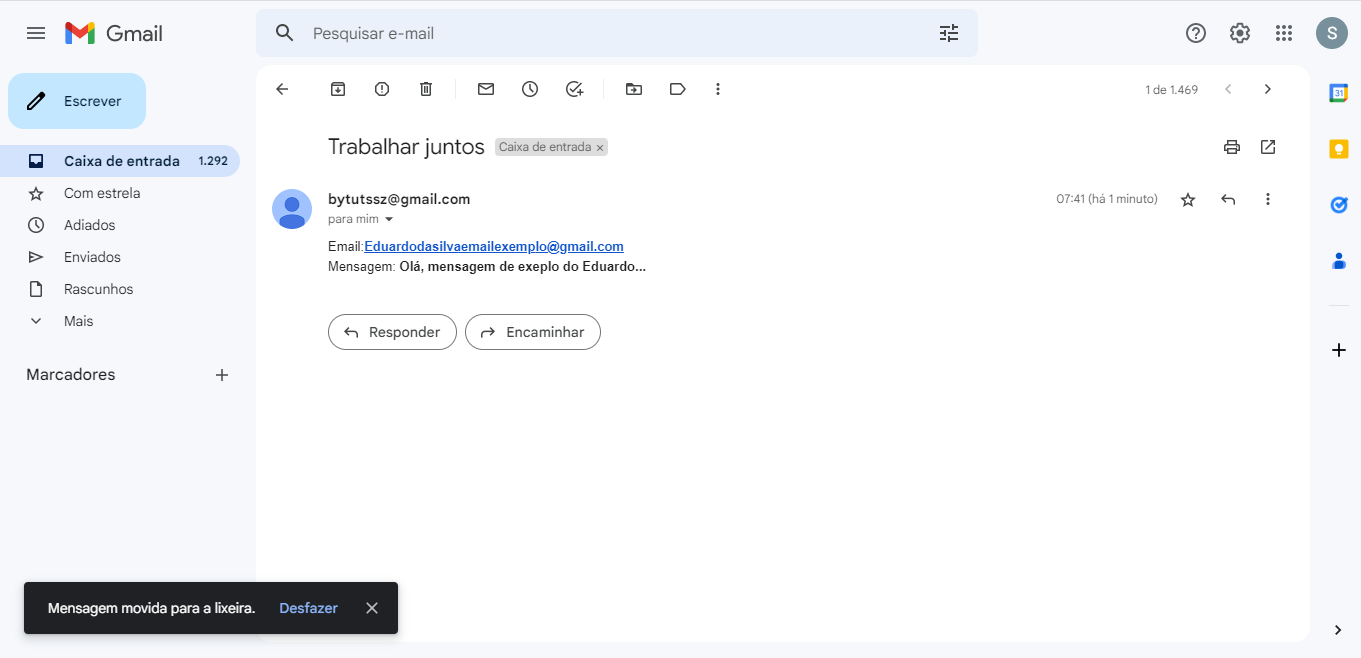 Gmail
Pesquisar e-mail
S
Escrever
1 de 1.469
31
Caixa de entrada 1.292
Com estrela
Adiados
Enviados
Rascunhos
Mais
Marcadores
Trabalhar juntos Caixa de entrada ×
bytutssz@gmail.com 07:41 (há 1 minuto)
para mim
Email:Eduardodasilvaemailexemplo@gmail.com
Mensagem: Olá, mensagem de exeplo do Eduardo...
Responder Encaminhar
Mensagem movida para a lixeira. Desfazer